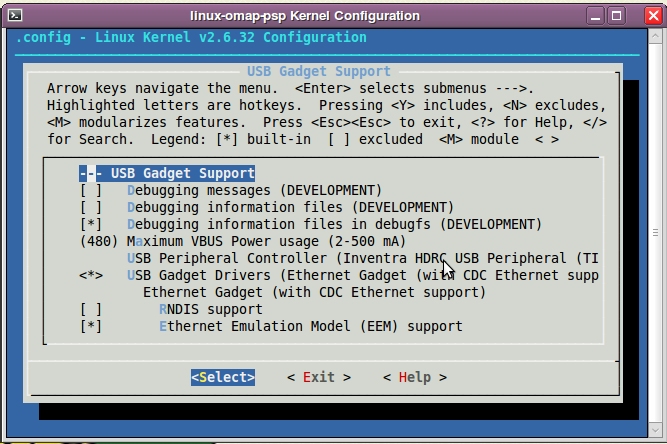 linux-omap-psp Kernel Configuration
.config - Linux Kernel v2.6.32 Configuration
USB Gadget Support
Arrow keys navigate the menu. <Enter> selects submenus --->.
Highlighted letters are hotkeys. Pressing <Y> includes, <N> excludes,
<M> modularizes features. Press <Esc><Esc> to exit, <?> for Help, </>
for Search. Legend: [*] built-in [ ] excluded <M> module < >
--- USB Gadget Support
[ ] Debugging messages (DEVELOPMENT)
[ ] Debugging information files (DEVELOPMENT)
[*] Debugging information files in debugfs (DEVELOPMENT)
(480) Maximum VBUS Power usage (2-500 mA)
USB Peripheral Controller (Inventra HDRC USB Peripheral (TI
<*> USB Gadget Drivers (Ethernet Gadget (with CDC Ethernet supp
Ethernet Gadget (with CDC Ethernet support)
[ ] RNDIS support
[*] Ethernet Emulation Model (EEM) support
<Select> < Exit > < Help >